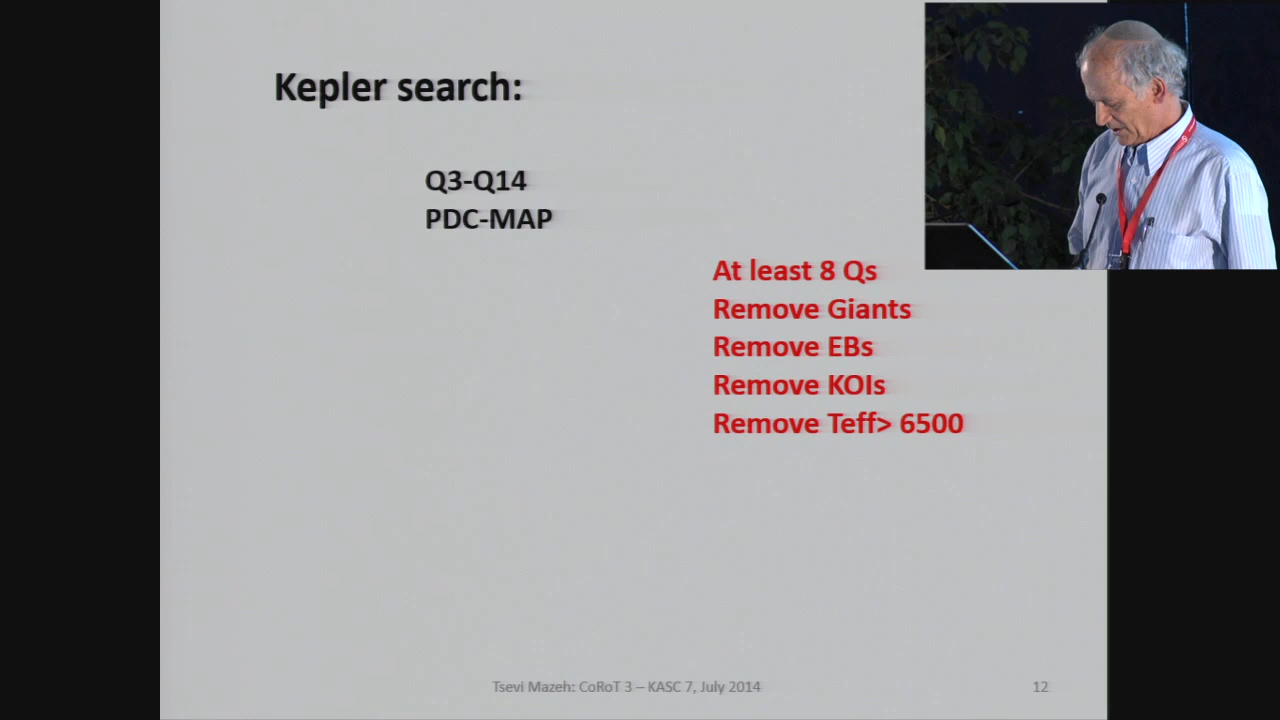 Kepler search:
Q3-Q14
PDC-MAP
At least 8 Qs
Remove Giants
Remove EBs
Remove KOIs
Remove Teff> 6500
Tsevi Mazeh: CoRoT 3 – KASC 7, July 2014
12